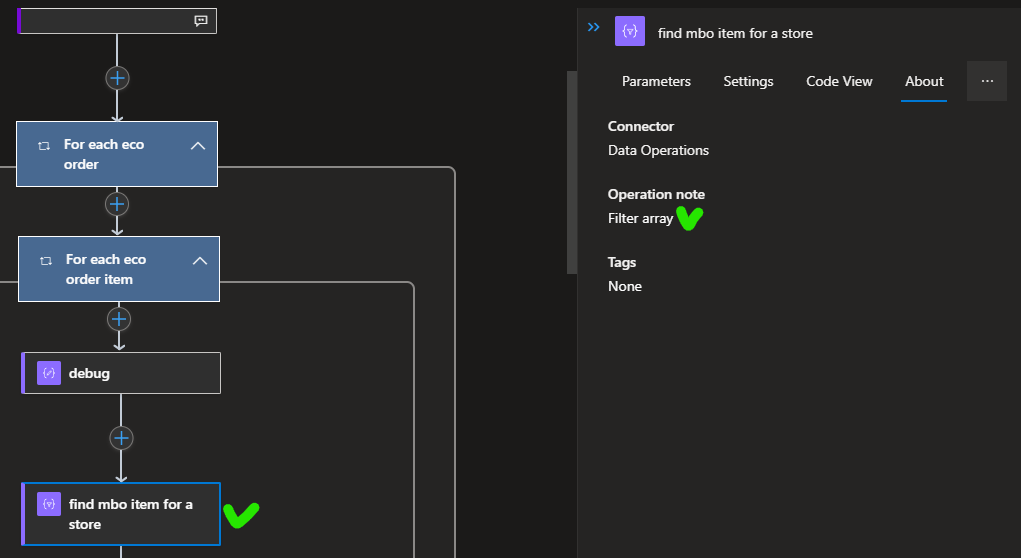 For each eco
order
For each eco
order item
debug
find mbo item for a
store
find mbo item for a store
Parameters Settings Code View About ...
Connector
Data Operations
Operation note
Filter array
Tags
None